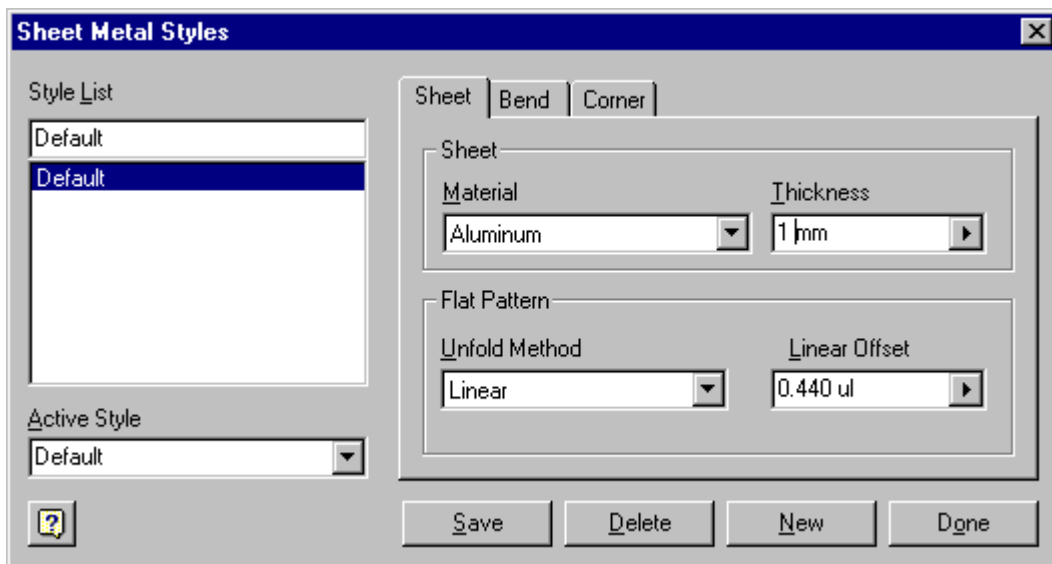 Sheet Metal Styles
Style List
Default
Default
Active Style
Default
Sheet Bend Corner
Sheet
Material Thickness
Aluminum 1 mm
Flat Pattern
Unfold Method Linear Offset
Linear 0.440 ul
? Save Delete New Done